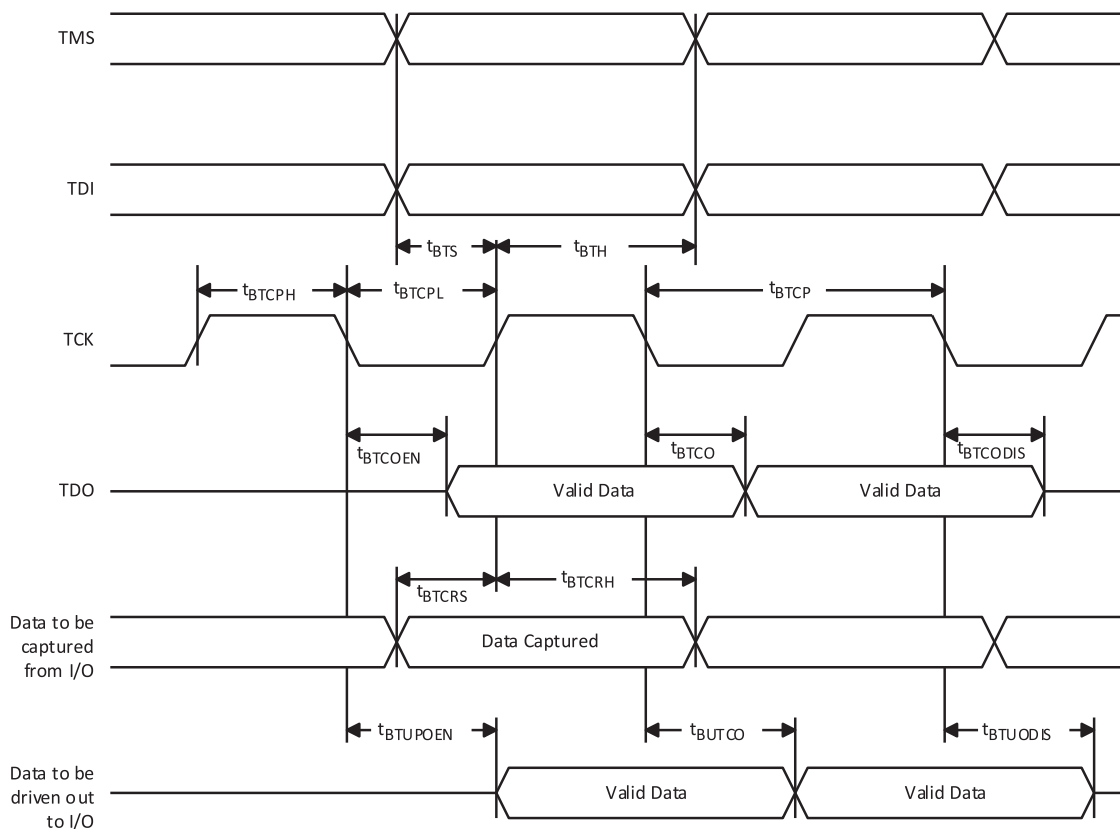 TMS
TDI
tBTS
tBTH
tBTCPH
tBTCPL
tBTCP
TCK
tBTCOEN
tBTCO
tBTCODIS
TDO
Valid Data
Valid Data
tBTCRS
tBTCRH
Data to be
captured
from I/O
Data Captured
tBTUPOEN
tBUTCO
tBTUODIS
Data to be
driven out
to I/O
Valid Data
Valid Data